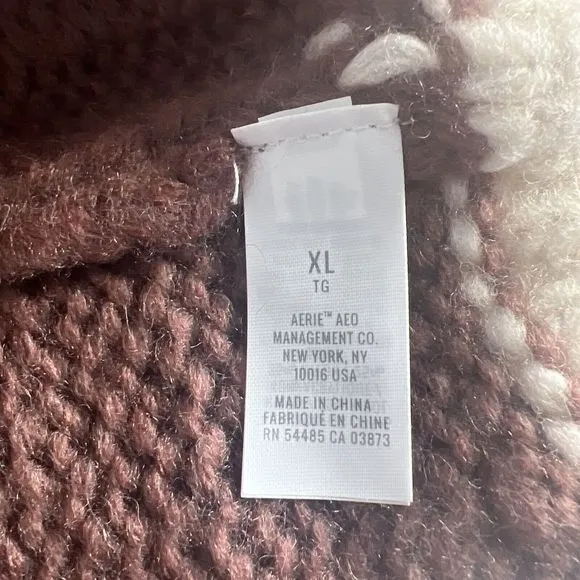 XL
TG
AERIE™ AEO
MANAGEMENT CO.
NEW YORK, NY
10016 USA
MADE IN CHINA
FABRIQUÉ EN CHINE
RN 54485 CA 03873